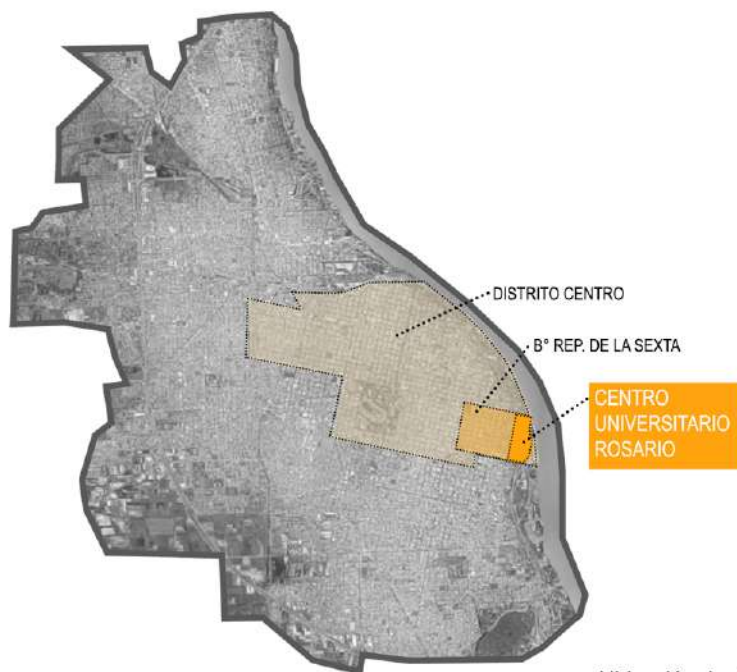 DISTRITO CENTRO
B° REP. DE LA SEXTA
CENTRO
UNIVERSITARIO
ROSARIO